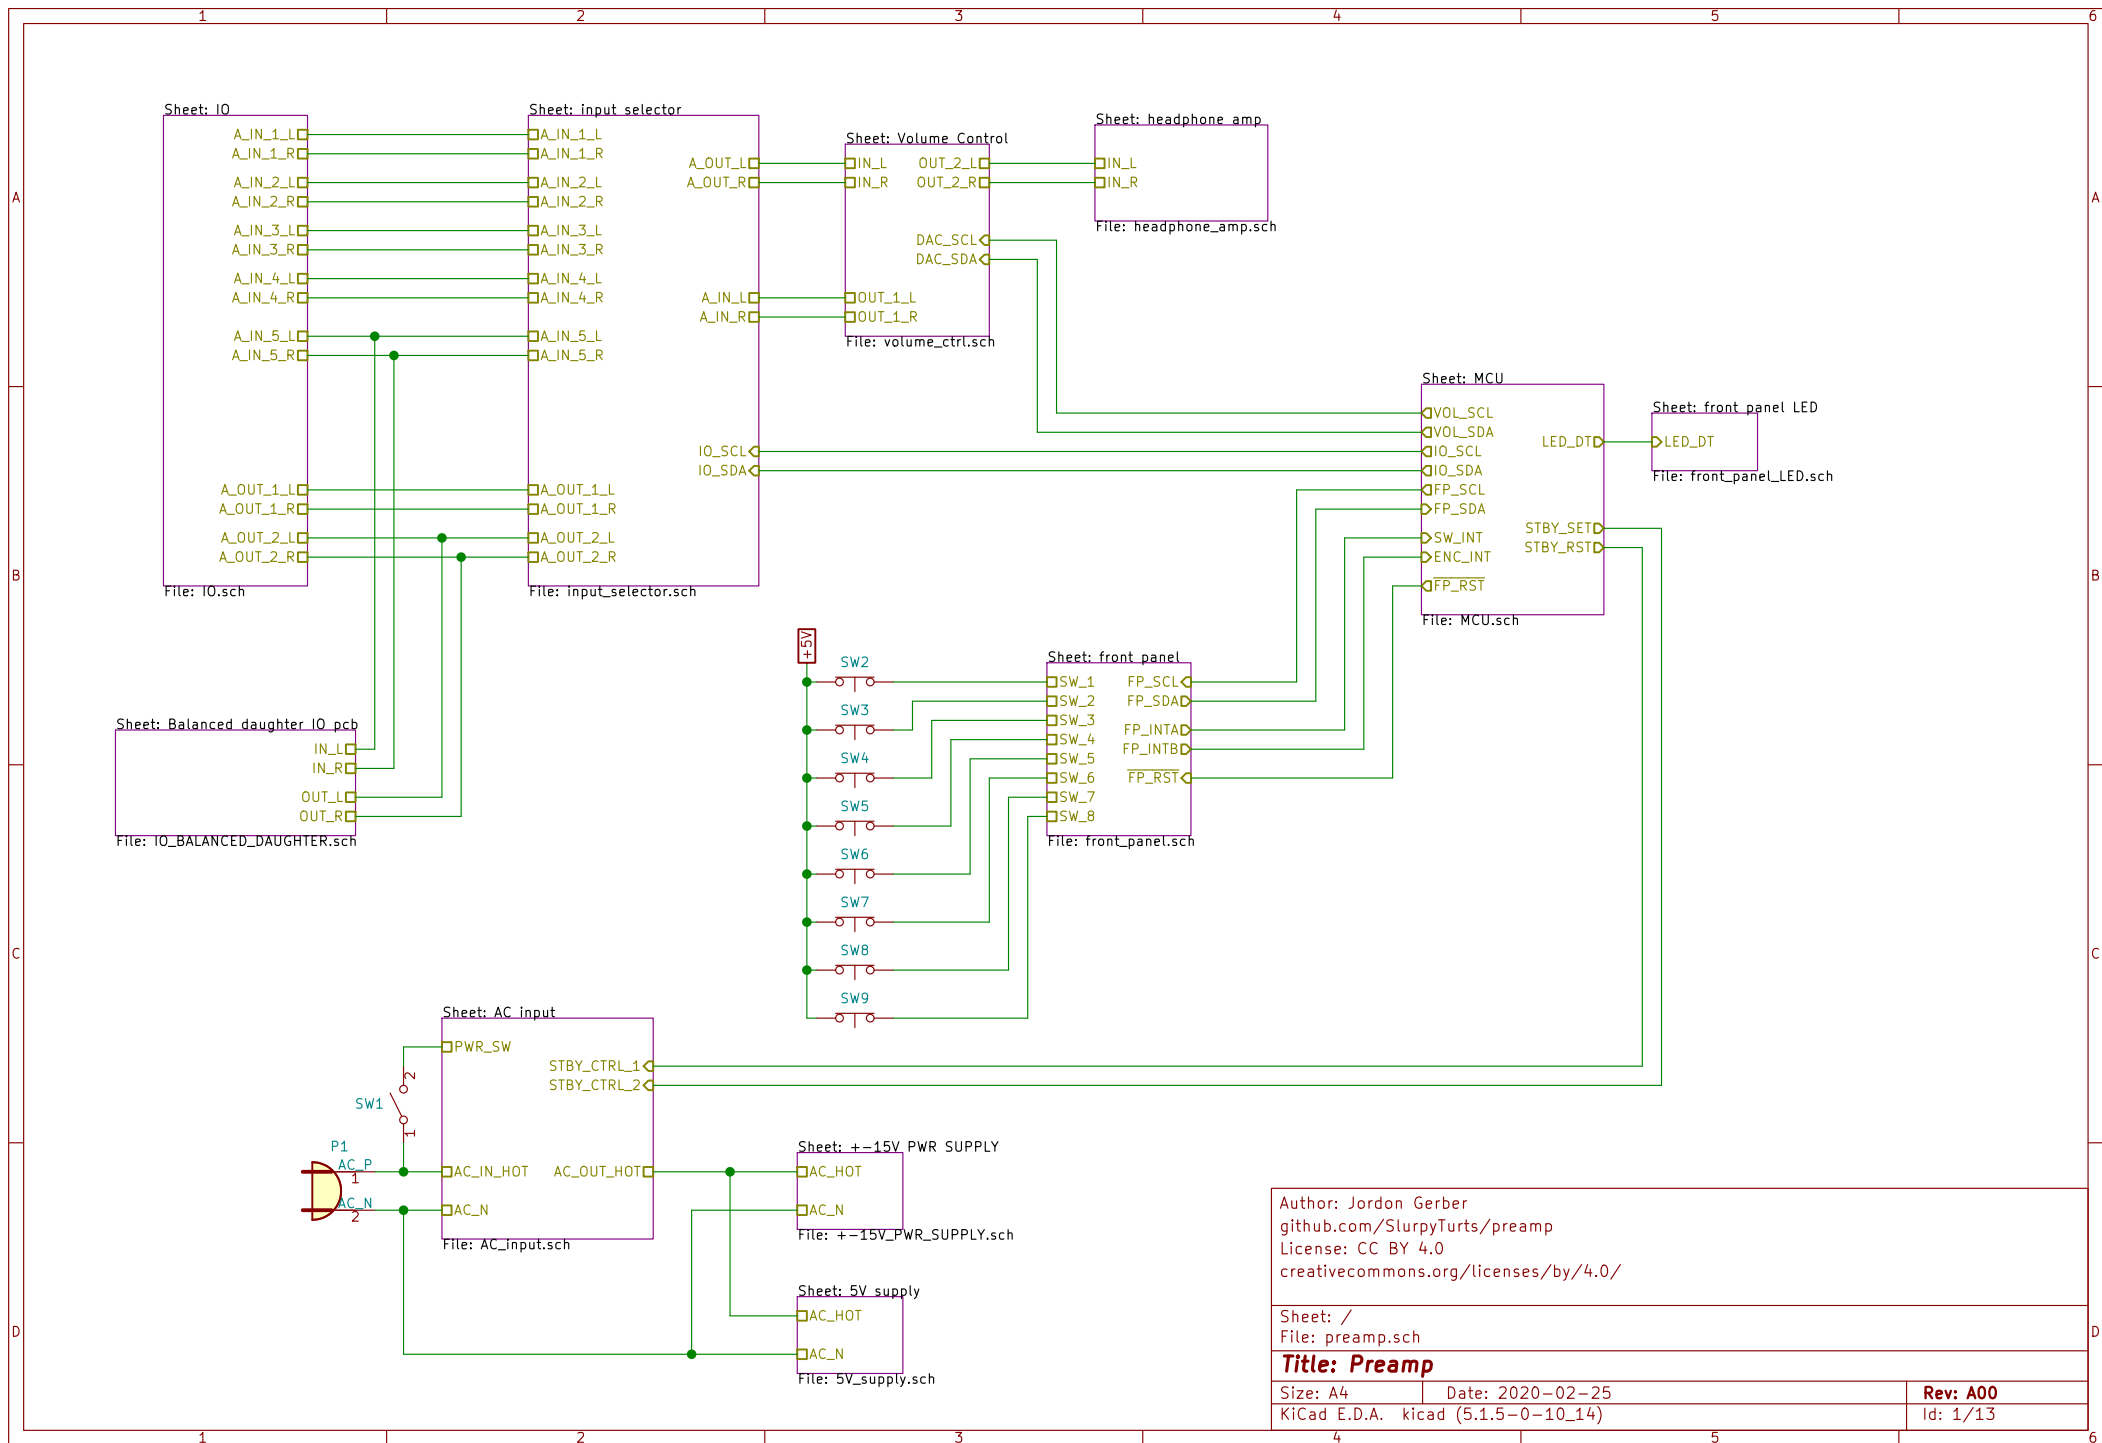 1 2 3 4 5 6
A
B
C
D
A
B
C
D
1 2 3 4 5 6
Sheet: IO
A_IN_1_L
A_IN_1_R
A_IN_2_L
A_IN_2_R
A_IN_3_L
A_IN_3_R
A_IN_4_L
A_IN_4_R
A_IN_5_L
A_IN_5_R
A_OUT_1_L
A_OUT_1_R
A_OUT_2_L
A_OUT_2_R
File: IO.sch
Sheet: input selector
A_IN_1_L
A_IN_1_R
A_IN_2_L
A_IN_2_R
A_IN_3_L
A_IN_3_R
A_IN_4_L
A_IN_4_R
A_IN_5_L
A_IN_5_R
A_OUT_1_L
A_OUT_1_R
A_OUT_2_L
A_OUT_2_R
A_OUT_L
A_OUT_R
A_IN_L
A_IN_R
IO_SCL
IO_SDA
File: input_selector.sch
Sheet: Volume Control
IN_L
IN_R
OUT_2_L
OUT_2_R
DAC_SCL
DAC_SDA
OUT_1_L
OUT_1_R
File: volume_ctrl.sch
Sheet: headphone amp
IN_L
IN_R
File: headphone_amp.sch
Sheet: MCU
VOL_SCL
VOL_SDA
IO_SCL
IO_SDA
FP_SCL
FP_SDA
SW_INT
ENC_INT
FP_RST
LED_DT
STBY_SET
STBY_RST
File: MCU.sch
Sheet: front panel LED
LED_DT
File: front_panel_LED.sch
Sheet: Balanced daughter IO pcb
IN_L
IN_R
OUT_L
OUT_R
File: IO_BALANCED_DAUGHTER.sch
+5V
SW2
SW3
SW4
SW5
SW6
SW7
SW8
SW9
Sheet: front panel
SW_1
SW_2
SW_3
SW_4
SW_5
SW_6
SW_7
SW_8
FP_SCL
FP_SDA
FP_INTA
FP_INTB
FP_RST
File: front_panel.sch
Sheet: AC input
PWR_SW
STBY_CTRL_1
STBY_CTRL_2
AC_IN_HOT
AC_OUT_HOT
AC_N
File: AC_input.sch
2
SW1
1
P1
AC_P
1
AC_N
2
Sheet: +-15V PWR SUPPLY
AC_HOT
AC_N
File: +-15V_PWR_SUPPLY.sch
Sheet: 5V supply
AC_HOT
AC_N
File: 5V_supply.sch
Author: Jordon Gerber
github.com/SlurpyTurts/preamp
License: CC BY 4.0
creativecommons.org/licenses/by/4.0/
Sheet: /
File: preamp.sch
Title: Preamp
Size: A4 Date: 2020-02-25 Rev: A00
KiCad E.D.A. kicad (5.1.5-0-10_14) Id: 1/13